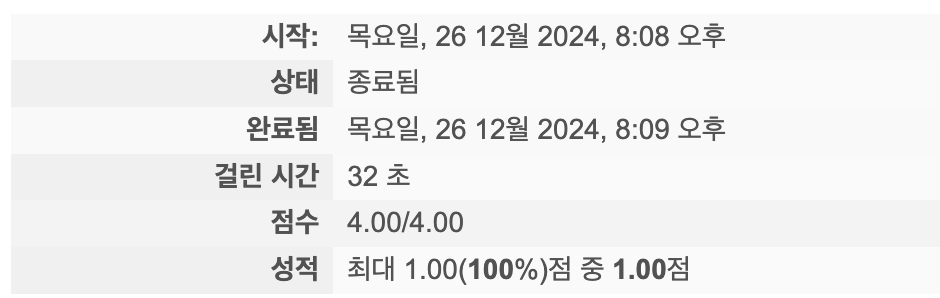 시작: 목요일, 26 12월 2024, 8:08 오후
상태 종료됨
완료됨 목요일, 26 12월 2024, 8:09 오후
걸린 시간 32 초
점수 4.00/4.00
성적 최대 1.00(100%)점 중 1.00점